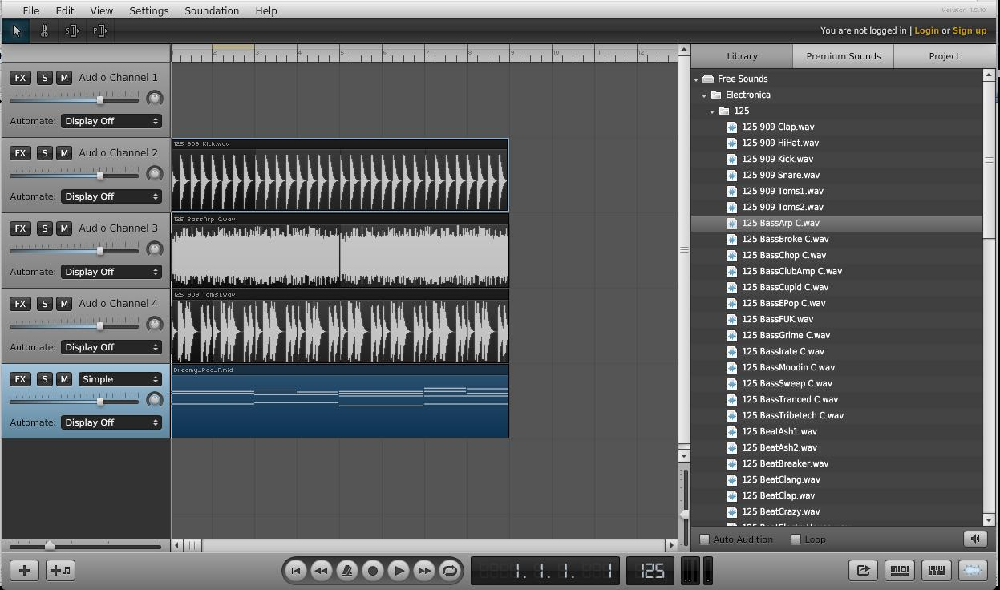 File Edit View Settings Soundation Help
Version 1.5.10
You are not logged in | Login or Sign up
1 2 3 4 5 6 7 8 9 10 11 12
Library Premium Sounds Project
FX S M Audio Channel 1
Automate: Display Off
FX S M Audio Channel 2
Automate: Display Off
FX S M Audio Channel 3
Automate: Display Off
FX S M Audio Channel 4
Automate: Display Off
FX S M Simple
Automate: Display Off
125 909 Kick.wav
125 BassArp C.wav
125 909 Toms1.wav
Dreamy_Pad_F.mid
Free Sounds
Electronica
125
125 909 Clap.wav
125 909 HiHat.wav
125 909 Kick.wav
125 909 Snare.wav
125 909 Toms1.wav
125 909 Toms2.wav
125 BassArp C.wav
125 BassBroke C.wav
125 BassChop C.wav
125 BassClubAmp C.wav
125 BassCupid C.wav
125 BassEPop C.wav
125 BassFUK.wav
125 BassGrime C.wav
125 BassIrate C.wav
125 BassMoodin C.wav
125 BassSweep C.wav
125 BassTranced C.wav
125 BassTribetech C.wav
125 BeatAsh1.wav
125 BeatAsh2.wav
125 BeatBreaker.wav
125 BeatClang.wav
125 BeatClap.wav
125 BeatCrazy.wav
Auto Audition Loop
1. 1. 1. 1 125
MIDI